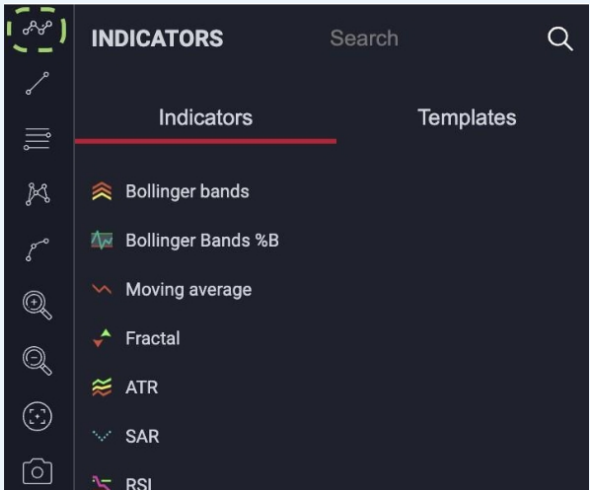 INDICATORS
Search
Indicators
Templates
Bollinger bands
Bollinger Bands %B
Moving average
Fractal
ATR
SAR
RSI